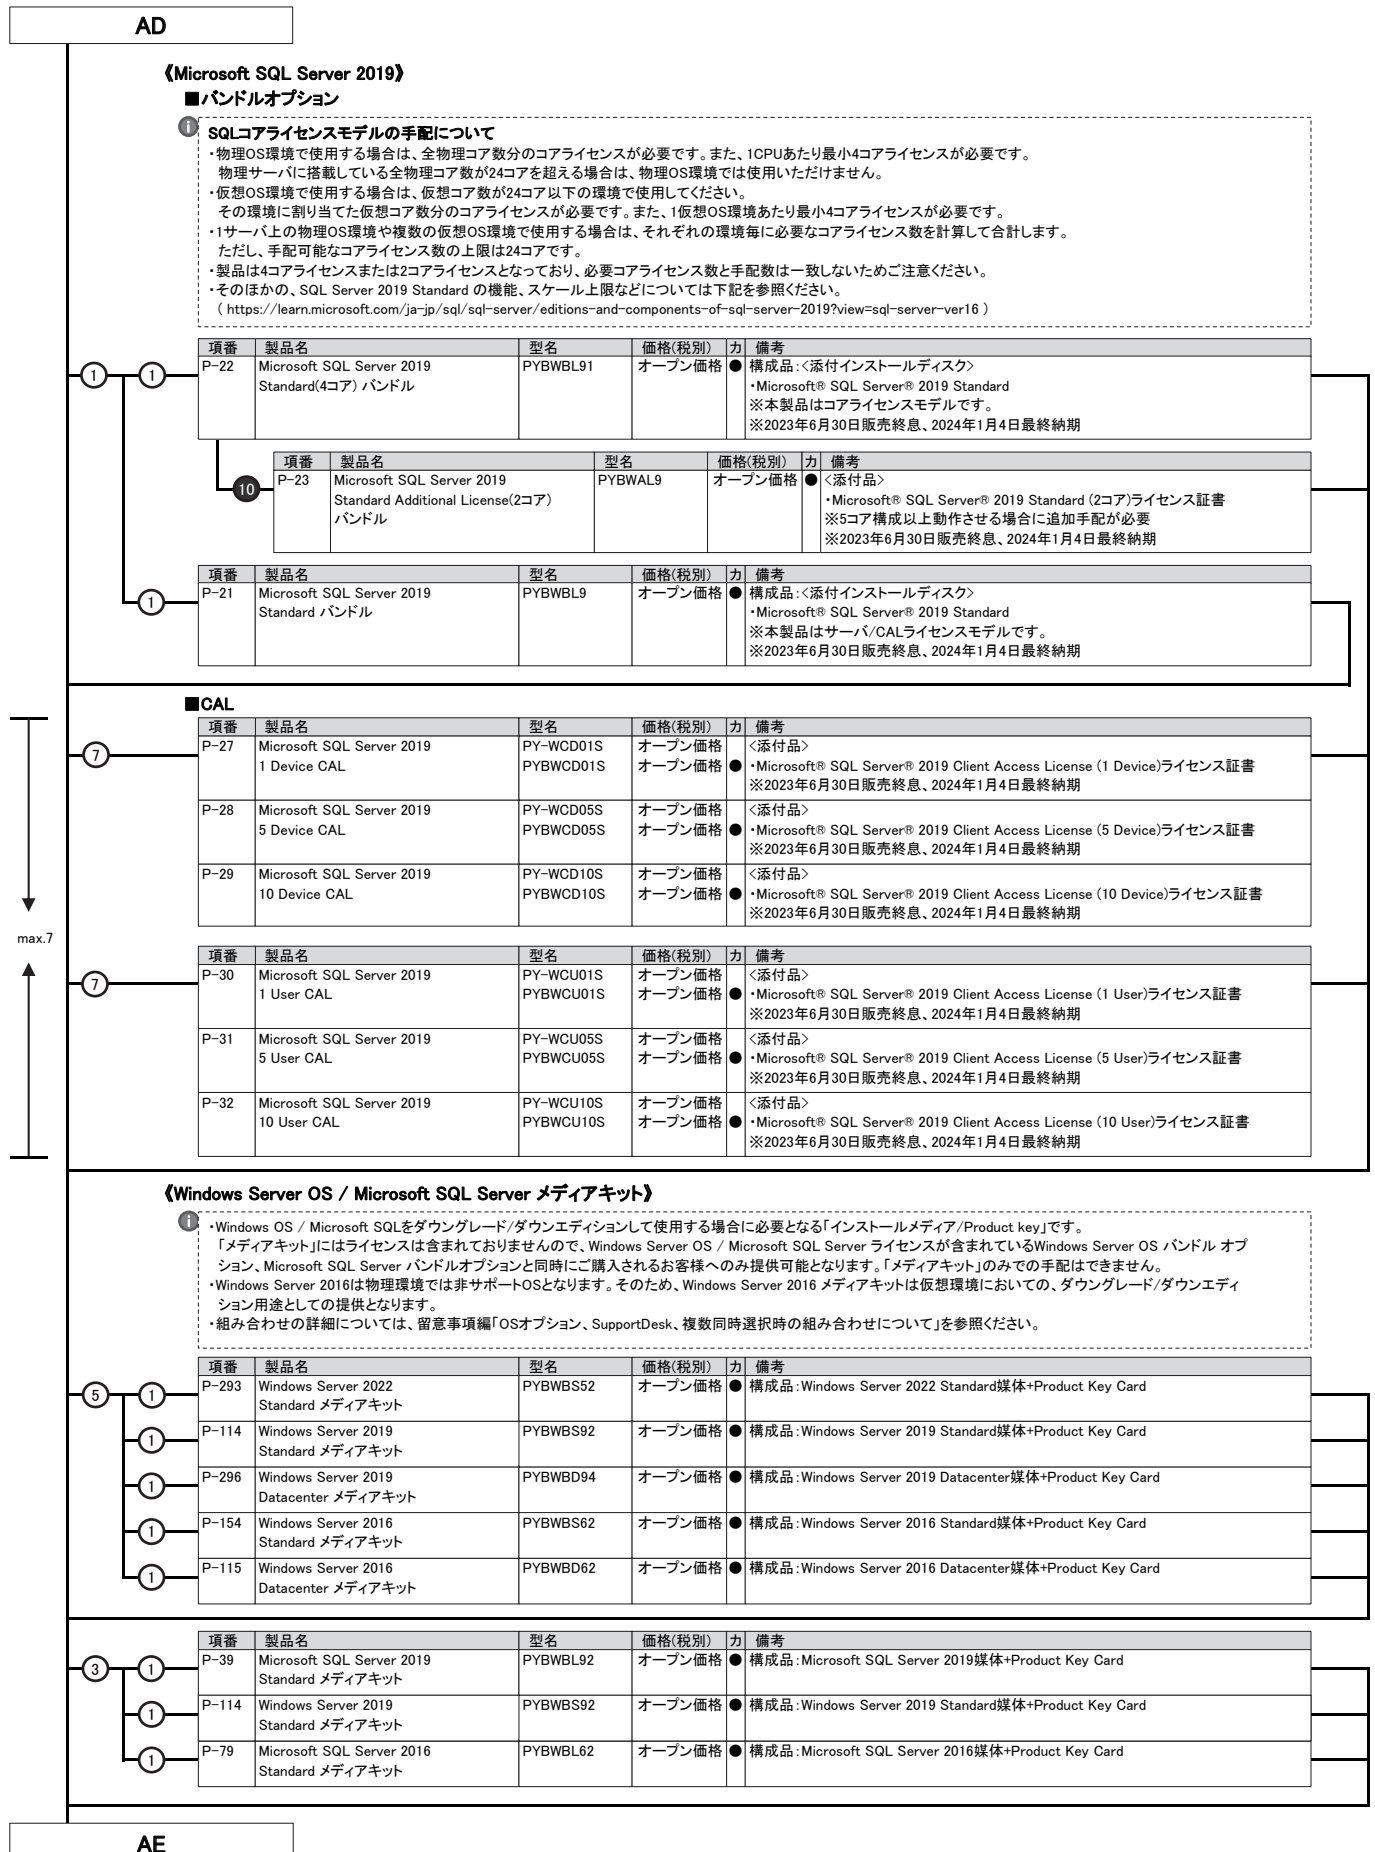 AD
《Microsoft SQL Server 2019》
■バンドルオプション
i
SQLコアライセンスモデルの手配について
・物理OS環境で使用する場合は、全物理コア数分のコアライセンスが必要です。また、1CPUあたり最小4コアライセンスが必要です。
物理サーバに搭載している全物理コア数が24コアを超える場合は、物理OS環境では使用いただけません。
・仮想OS環境で使用する場合は、仮想コア数が24コア以下の環境で使用してください。
その環境に割り当てた仮想コア数分のコアライセンスが必要です。また、1仮想OS環境あたり最小4コアライセンスが必要です。
・1サーバ上の物理OS環境や複数の仮想OS環境で使用する場合は、それぞれの環境毎に必要なコアライセンス数を計算して合計します。
ただし、手配可能なコアライセンス数の上限は24コアです。
・製品は4コアライセンスまたは2コアライセンスとなっており、必要コアライセンス数と手配数は一致しないためご注意ください。
・そのほかの、SQL Server 2019 Standard の機能、スケール上限などについては下記を参照ください。
( https://learn.microsoft.com/ja-jp/sql/sql-server/editions-and-components-of-sql-server-2019?view=sql-server-ver16 )
項番 製品名 型名 価格(税別) カ 備考
1 1 P-22 Microsoft SQL Server 2019 PYBWBL91 オープン価格 ● 構成品:<添付インストールディスク>
Standard(4コア) バンドル ・Microsoft® SQL Server® 2019 Standard
※本製品はコアライセンスモデルです。
※2023年6月30日販売終息、2024年1月4日最終納期
項番 製品名 型名 価格(税別) カ 備考
10 P-23 Microsoft SQL Server 2019 PYBWAL9 オープン価格 ● <添付品>
Standard Additional License(2コア) ・Microsoft® SQL Server® 2019 Standard (2コア)ライセンス証書
バンドル ※5コア構成以上動作させる場合に追加手配が必要
※2023年6月30日販売終息、2024年1月4日最終納期
項番 製品名 型名 価格(税別) カ 備考
1 P-21 Microsoft SQL Server 2019 PYBWBL9 オープン価格 ● 構成品:<添付インストールディスク>
Standard バンドル ・Microsoft® SQL Server® 2019 Standard
※本製品はサーバ/CALライセンスモデルです。
※2023年6月30日販売終息、2024年1月4日最終納期
■CAL
項番 製品名 型名 価格(税別) カ 備考
7 P-27 Microsoft SQL Server 2019 PY-WCD01S オープン価格 <添付品>
1 Device CAL PYBWCD01S オープン価格 ● ・Microsoft® SQL Server® 2019 Client Access License (1 Device)ライセンス証書
※2023年6月30日販売終息、2024年1月4日最終納期
P-28 Microsoft SQL Server 2019 PY-WCD05S オープン価格 <添付品>
5 Device CAL PYBWCD05S オープン価格 ● ・Microsoft® SQL Server® 2019 Client Access License (5 Device)ライセンス証書
※2023年6月30日販売終息、2024年1月4日最終納期
P-29 Microsoft SQL Server 2019 PY-WCD10S オープン価格 <添付品>
10 Device CAL PYBWCD10S オープン価格 ● ・Microsoft® SQL Server® 2019 Client Access License (10 Device)ライセンス証書
※2023年6月30日販売終息、2024年1月4日最終納期
max.7
項番 製品名 型名 価格(税別) カ 備考
7 P-30 Microsoft SQL Server 2019 PY-WCU01S オープン価格 <添付品>
1 User CAL PYBWCU01S オープン価格 ● ・Microsoft® SQL Server® 2019 Client Access License (1 User)ライセンス証書
※2023年6月30日販売終息、2024年1月4日最終納期
P-31 Microsoft SQL Server 2019 PY-WCU05S オープン価格 <添付品>
5 User CAL PYBWCU05S オープン価格 ● ・Microsoft® SQL Server® 2019 Client Access License (5 User)ライセンス証書
※2023年6月30日販売終息、2024年1月4日最終納期
P-32 Microsoft SQL Server 2019 PY-WCU10S オープン価格 <添付品>
10 User CAL PYBWCU10S オープン価格 ● ・Microsoft® SQL Server® 2019 Client Access License (10 User)ライセンス証書
※2023年6月30日販売終息、2024年1月4日最終納期
《Windows Server OS / Microsoft SQL Server メディアキット》
i
・Windows OS / Microsoft SQLをダウングレード/ダウンエディションして使用する場合に必要となる「インストールメディア/Product key」です。
「メディアキット」にはライセンスは含まれておりませんので、Windows Server OS / Microsoft SQL Server ライセンスが含まれているWindows Server OS バンドル オプ
ション、Microsoft SQL Server バンドルオプションと同時にご購入されるお客様へのみ提供可能となります。「メディアキット」のみでの手配はできません。
・Windows Server 2016は物理環境では非サポートOSとなります。そのため、Windows Server 2016 メディアキットは仮想環境においての、ダウングレード/ダウンエディ
ション用途としての提供となります。
・組み合わせの詳細については、留意事項編「OSオプション、SupportDesk、複数同時選択時の組み合わせについて」を参照ください。
項番 製品名 型名 価格(税別) カ 備考
5 1 P-293 Windows Server 2022 PYBWBS52 オープン価格 ● 構成品:Windows Server 2022 Standard媒体+Product Key Card
Standard メディアキット
1 P-114 Windows Server 2019 PYBWBS92 オープン価格 ● 構成品:Windows Server 2019 Standard媒体+Product Key Card
Standard メディアキット
1 P-296 Windows Server 2019 PYBWBD94 オープン価格 ● 構成品:Windows Server 2019 Datacenter媒体+Product Key Card
Datacenter メディアキット
1 P-154 Windows Server 2016 PYBWBS62 オープン価格 ● 構成品:Windows Server 2016 Standard媒体+Product Key Card
Standard メディアキット
1 P-115 Windows Server 2016 PYBWBD62 オープン価格 ● 構成品:Windows Server 2016 Datacenter媒体+Product Key Card
Datacenter メディアキット
項番 製品名 型名 価格(税別) カ 備考
3 1 P-39 Microsoft SQL Server 2019 PYBWBL92 オープン価格 ● 構成品:Microsoft SQL Server 2019媒体+Product Key Card
Standard メディアキット
1 P-114 Windows Server 2019 PYBWBS92 オープン価格 ● 構成品:Windows Server 2019 Standard媒体+Product Key Card
Standard メディアキット
1 P-79 Microsoft SQL Server 2016 PYBWBL62 オープン価格 ● 構成品:Microsoft SQL Server 2016媒体+Product Key Card
Standard メディアキット
AE